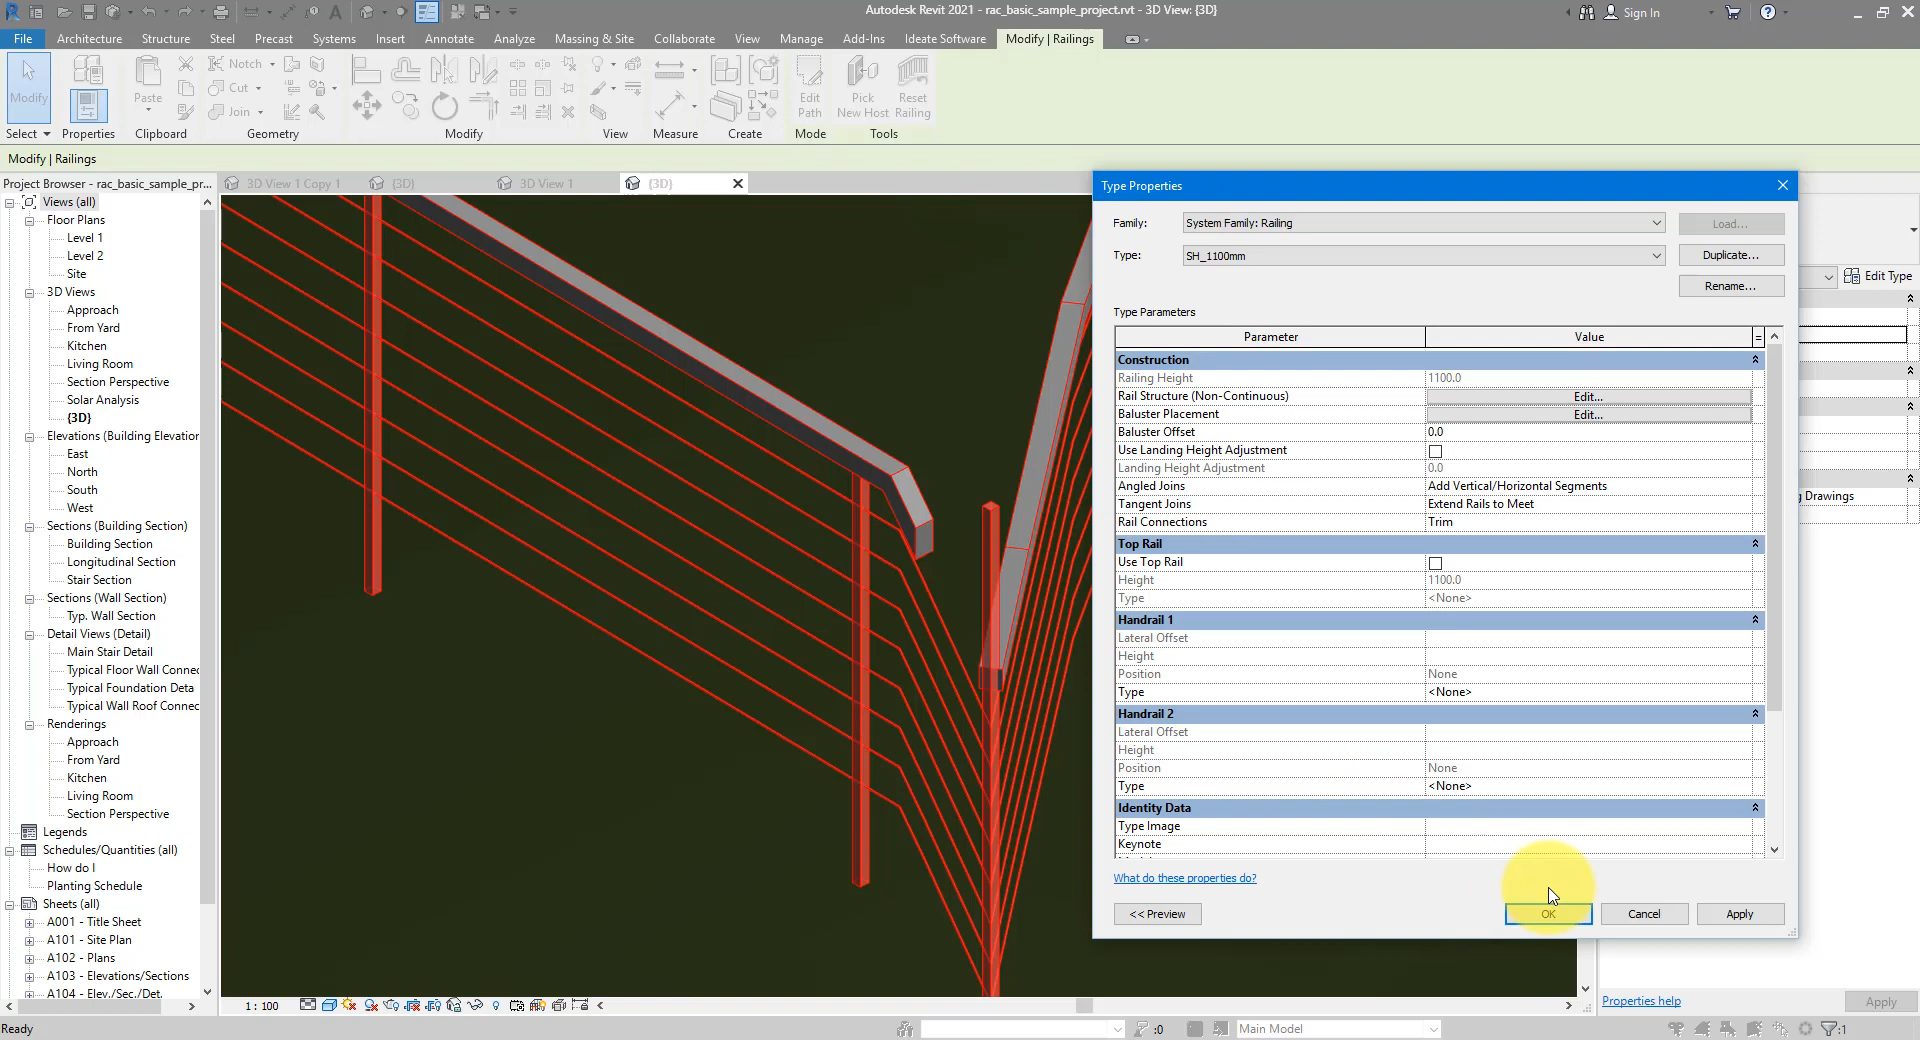 Autodesk Revit 2021 - rac_basic_sample_project.rvt - 3D View: {3D}
Sign In
File
Architecture
Structure
Steel
Precast
Systems
Insert
Annotate
Analyze
Massing & Site
Collaborate
View
Manage
Add-Ins
Ideate Software
Modify | Railings
Modify
Paste
Notch
Cut
Join
Edit Path
Pick New Host
Reset Railing
Select
Properties
Clipboard
Geometry
Modify
View
Measure
Create
Mode
Tools
Modify | Railings
Project Browser - rac_basic_sample_pr...
3D View 1 Copy 1
{3D}
3D View 1
{3D}
Views (all)
Floor Plans
Level 1
Level 2
Site
3D Views
Approach
From Yard
Kitchen
Living Room
Section Perspective
Solar Analysis
{3D}
Elevations (Building Elevation
East
North
South
West
Sections (Building Section)
Building Section
Longitudinal Section
Stair Section
Sections (Wall Section)
Typ. Wall Section
Detail Views (Detail)
Main Stair Detail
Typical Floor Wall Connec
Typical Foundation Deta
Typical Wall Roof Connec
Renderings
Approach
From Yard
Kitchen
Living Room
Section Perspective
Legends
Schedules/Quantities (all)
How do I
Planting Schedule
Sheets (all)
A001 - Title Sheet
A101 - Site Plan
A102 - Plans
A103 - Elevations/Sections
A104 - Elev./Sec./Det.
Type Properties
Family:
System Family: Railing
Load...
Type:
SH_1100mm
Duplicate...
Rename...
Type Parameters
Parameter
Value
=
Construction
Railing Height
1100.0
Rail Structure (Non-Continuous)
Edit...
Baluster Placement
Edit...
Baluster Offset
0.0
Use Landing Height Adjustment
Landing Height Adjustment
0.0
Angled Joins
Add Vertical/Horizontal Segments
Tangent Joins
Extend Rails to Meet
Rail Connections
Trim
Top Rail
Use Top Rail
Height
1100.0
Type
<None>
Handrail 1
Lateral Offset
Height
Position
None
Type
<None>
Handrail 2
Lateral Offset
Height
Position
None
Type
<None>
Identity Data
Type Image
Keynote
What do these properties do?
<< Preview
OK
Cancel
Apply
Edit Type
Drawings
Properties help
Apply
1 : 100
Ready
:0
Main Model
:1